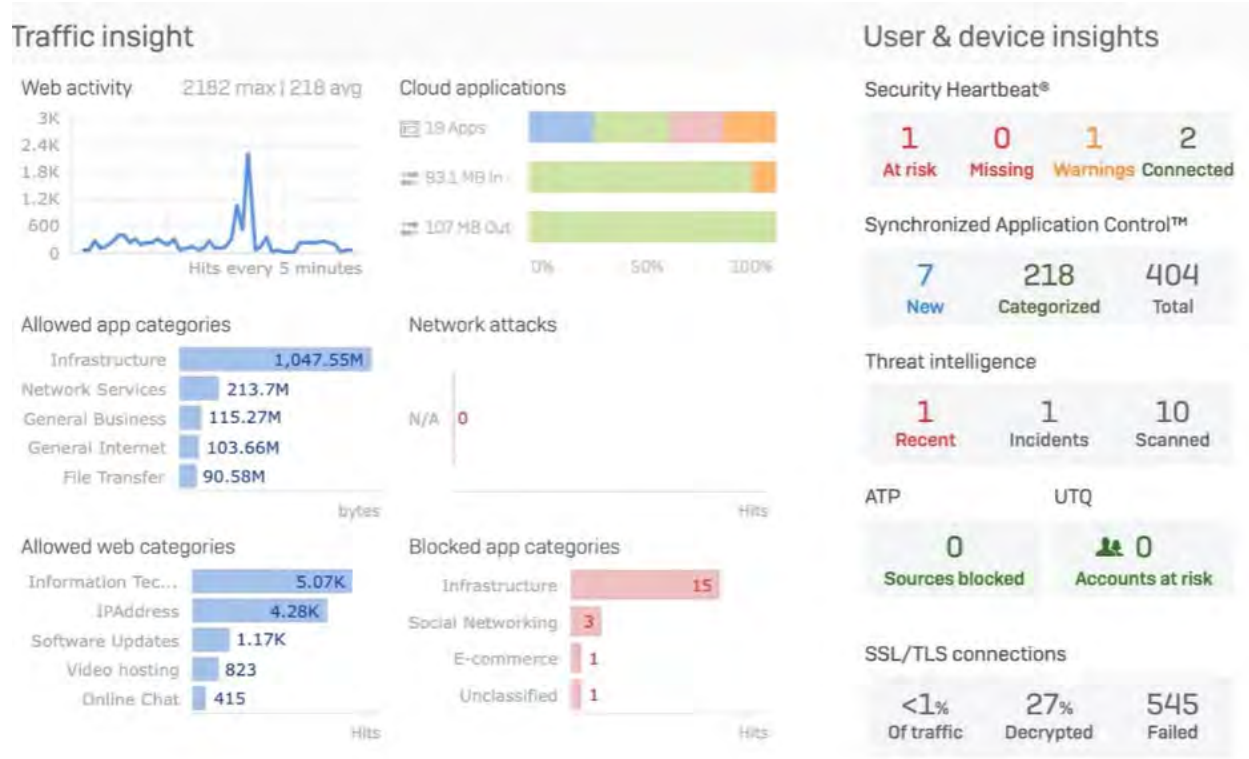 Traffic insight
Web activity 2182 max | 218 avg
3K
2.4K
1.8K
1.2K
600
0
Hits every 5 minutes
Cloud applications
19 Apps
93.1 MB In
107 MB Out
0% 50% 100%
Allowed app categories
Infrastructure 1,047.55M
Network Services 213.7M
General Business 115.27M
General Internet 103.66M
File Transfer 90.58M
bytes
Network attacks
N/A 0
Hits
Allowed web categories
Information Tec... 5.07K
IPAddress 4.28K
Software Updates 1.17K
Video hosting 823
Online Chat 415
Hits
Blocked app categories
Infrastructure 15
Social Networking 3
E-commerce 1
Unclassified 1
Hits
User & device insights
Security Heartbeat®
1 0 1 2
At risk Missing Warnings Connected
Synchronized Application Control™
7 218 404
New Categorized Total
Threat intelligence
1 1 10
Recent Incidents Scanned
ATP UTQ
0 0
Sources blocked Accounts at risk
SSL/TLS connections
<1% 27% 545
Of traffic Decrypted Failed